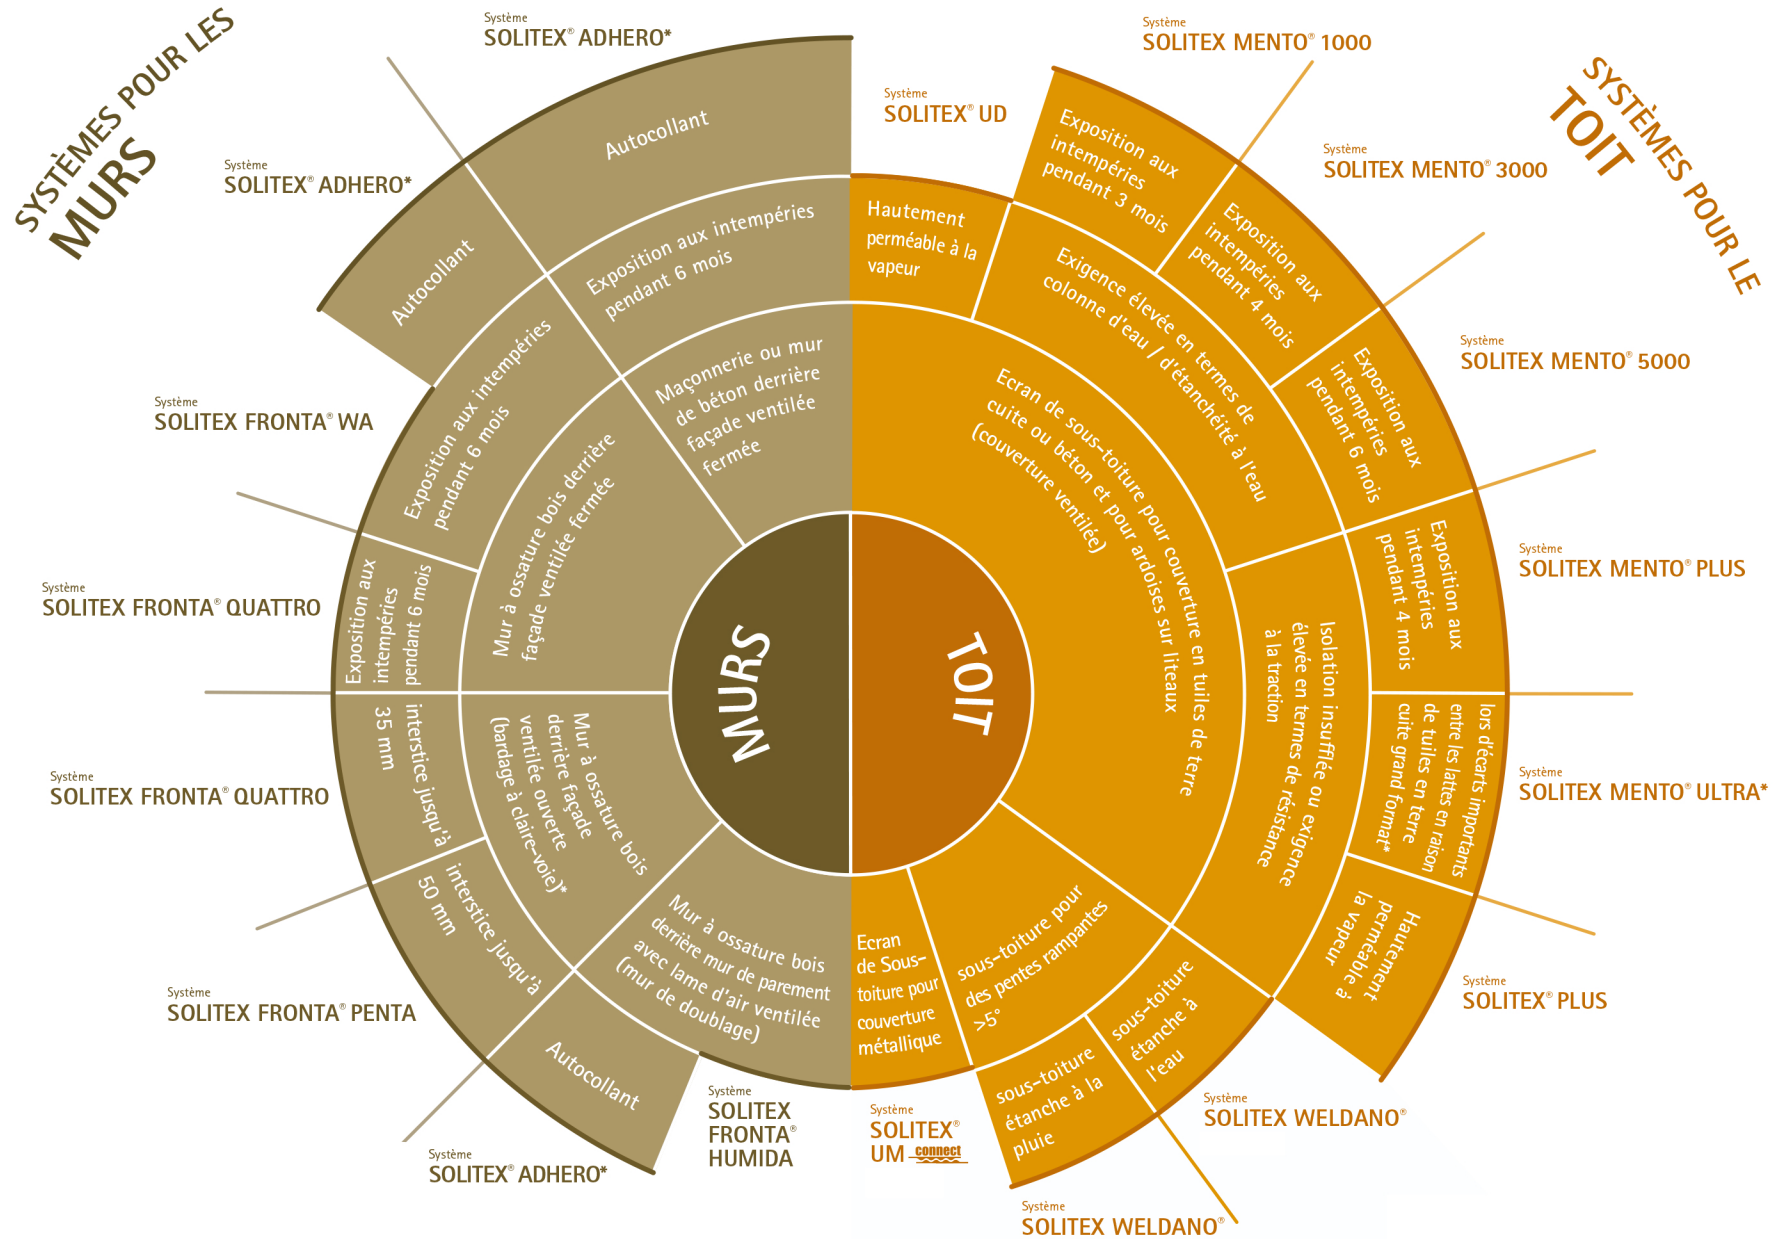 SYSTÈMES POUR LES
MURS
Système
SOLITEX® ADHERO*
Système
SOLITEX® ADHERO*
Système
SOLITEX FRONTA® WA
Système
SOLITEX FRONTA® QUATTRO
Système
SOLITEX FRONTA® QUATTRO
Système
SOLITEX FRONTA® PENTA
Système
SOLITEX® ADHERO*
Système
SOLITEX
FRONTA®
HUMIDA
Autocollant
Exposition aux intempéries
pendant 6 mois
Maçonnerie ou mur
de béton derrière
façade ventilée
fermée
Autocollant
Exposition aux intempéries
pendant 6 mois
Mur à ossature bois derrière
façade ventilée fermée
Exposition aux
intempéries
pendant 6 mois
interstice jusqu'à
35 mm
Mur à ossature bois
derrière façade
ventilée ouverte
(bardage à claire-voie)*
interstice jusqu'à
50 mm
Mur à ossature bois
derrière mur de parement
avec lame d'air ventilée
(mur de doublage)
Autocollant
MURS
TOIT
SYSTÈMES POUR LE
TOIT
Système
SOLITEX® UD
Système
SOLITEX MENTO® 1000
Système
SOLITEX MENTO® 3000
Système
SOLITEX MENTO® 5000
Système
SOLITEX MENTO® PLUS
Système
SOLITEX MENTO® ULTRA*
Système
SOLITEX® PLUS
Système
SOLITEX WELDANO®
Système
SOLITEX WELDANO®
Système
SOLITEX®
UM connect
Hautement
perméable à la
vapeur
Exposition aux
intempéries
pendant 3 mois
Exposition aux
intempéries
pendant 4 mois
Exposition aux
intempéries
pendant 6 mois
Exigence élevée en termes de
colonne d'eau / d'étanchéité à l'eau
Ecran de sous-toiture pour couverture en tuiles de terre
cuite ou béton et pour ardoises sur liteaux
(couverture ventilée)
Exposition aux
intempéries
pendant 4 mois
Isolation insufflée ou exigence
élevée en termes de résistance
à la traction
lors d'écarts importants
entre les lattes en raison
de tuiles en terre
cuite grand format*
Hautement
perméable à
la vapeur
sous-toiture pour
des pentes rampantes
>5°
sous-toiture
étanche à
l'eau
sous-toiture
étanche à la
pluie
Ecran
de Sous-
toiture pour
couverture
métallique